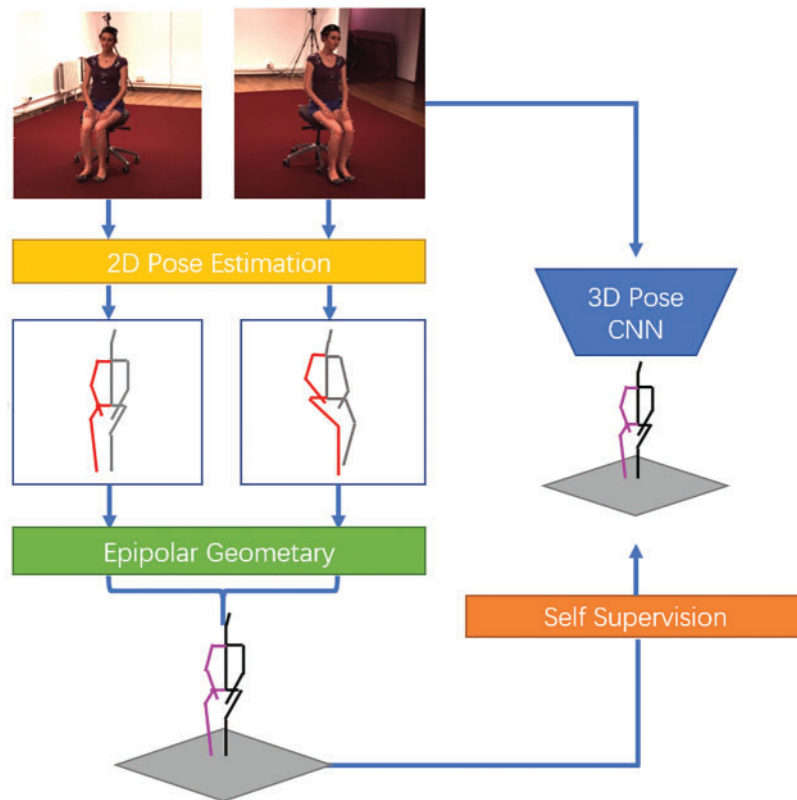 2D Pose Estimation
3D Pose
CNN
Epipolar Geometary
Self Supervision